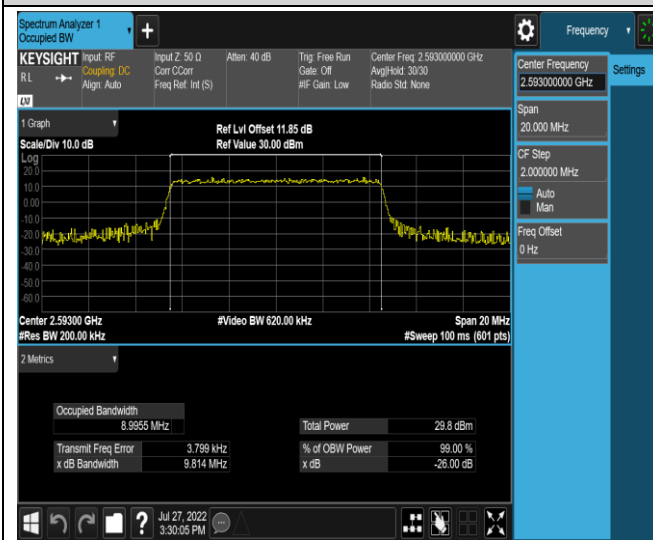 Spectrum Analyzer 1
Occupied BW
+
Frequency
KEYSIGHT
RL
LXI
Input: RF
Coupling: DC
Align: Auto
Input Z: 50 Ω
Corr CCorr
Freq Ref: Int (S)
Atten: 40 dB
Trig: Free Run
Gate: Off
#IF Gain: Low
Center Freq: 2.593000000 GHz
Avg|Hold: 30/30
Radio Std: None
Center Frequency
2.593000000 GHz
Settings
Span
20.000 MHz
CF Step
2.000000 MHz
Auto
Man
Freq Offset
0 Hz
1 Graph
Scale/Div 10.0 dB
Ref Lvl Offset 11.85 dB
Ref Value 30.00 dBm
Log
20.0
10.0
0.00
-10.0
-20.0
-30.0
-40.0
-50.0
-60.0
Center 2.59300 GHz
#Video BW 620.00 kHz
Span 20 MHz
#Res BW 200.00 kHz
#Sweep 100 ms (601 pts)
2 Metrics
Occupied Bandwidth
8.9955 MHz
Total Power 29.8 dBm
Transmit Freq Error 3.799 kHz
% of OBW Power 99.00 %
x dB Bandwidth 9.814 MHz
x dB -26.00 dB
?
Jul 27, 2022
3:30:05 PM